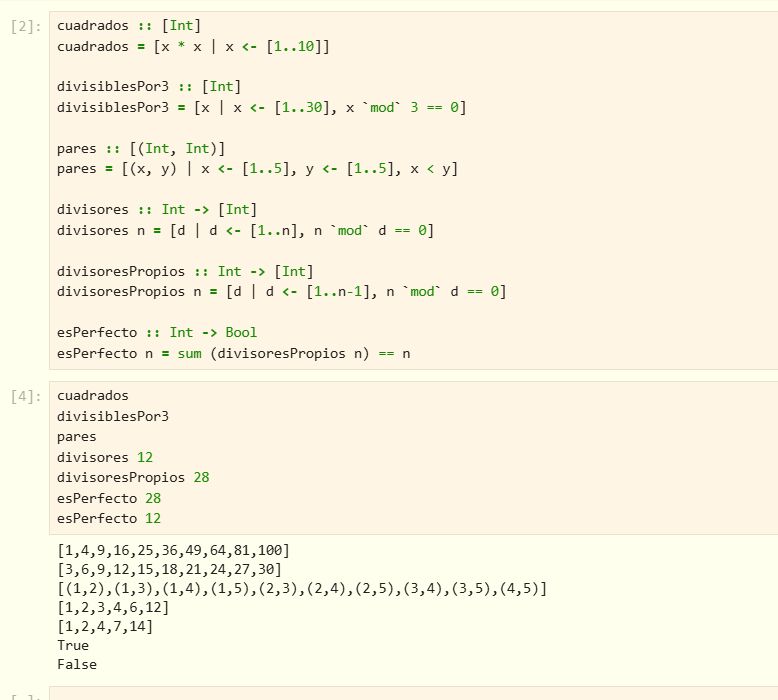 [2]:
cuadrados :: [Int]
cuadrados = [x * x | x <- [1..10]]
divisiblesPor3 :: [Int]
divisiblesPor3 = [x | x <- [1..30], x `mod` 3 == 0]
pares :: [(Int, Int)]
pares = [(x, y) | x <- [1..5], y <- [1..5], x < y]
divisores :: Int -> [Int]
divisores n = [d | d <- [1..n], n `mod` d == 0]
divisoresPropios :: Int -> [Int]
divisoresPropios n = [d | d <- [1..n-1], n `mod` d == 0]
esPerfecto :: Int -> Bool
esPerfecto n = sum (divisoresPropios n) == n
[4]:
cuadrados
divisiblesPor3
pares
divisores 12
divisoresPropios 28
esPerfecto 28
esPerfecto 12
[1,4,9,16,25,36,49,64,81,100]
[3,6,9,12,15,18,21,24,27,30]
[(1,2),(1,3),(1,4),(1,5),(2,3),(2,4),(2,5),(3,4),(3,5),(4,5)]
[1,2,3,4,6,12]
[1,2,4,7,14]
True
False